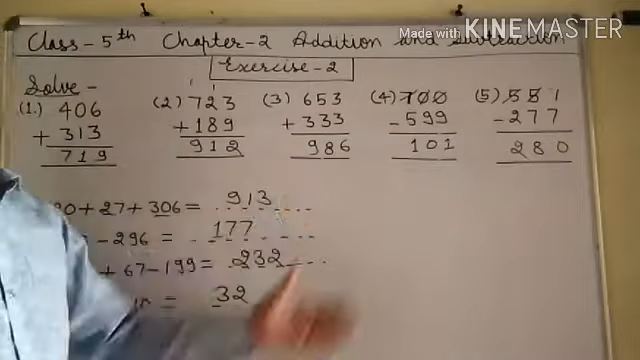 Made with KINEMASTER
Class - 5th Chapter-2 Addition and Subtraction
Exercise-2
Solve -
(1.) 406 (2) 723 (3) 653 (4) 700 (5) 551
+ 313 + 189 + 333 - 599 - 277
719 912 986 101 280
+ 27 + 306 = 913
- 296 = 177
+ 67 - 199 = 232
= 32